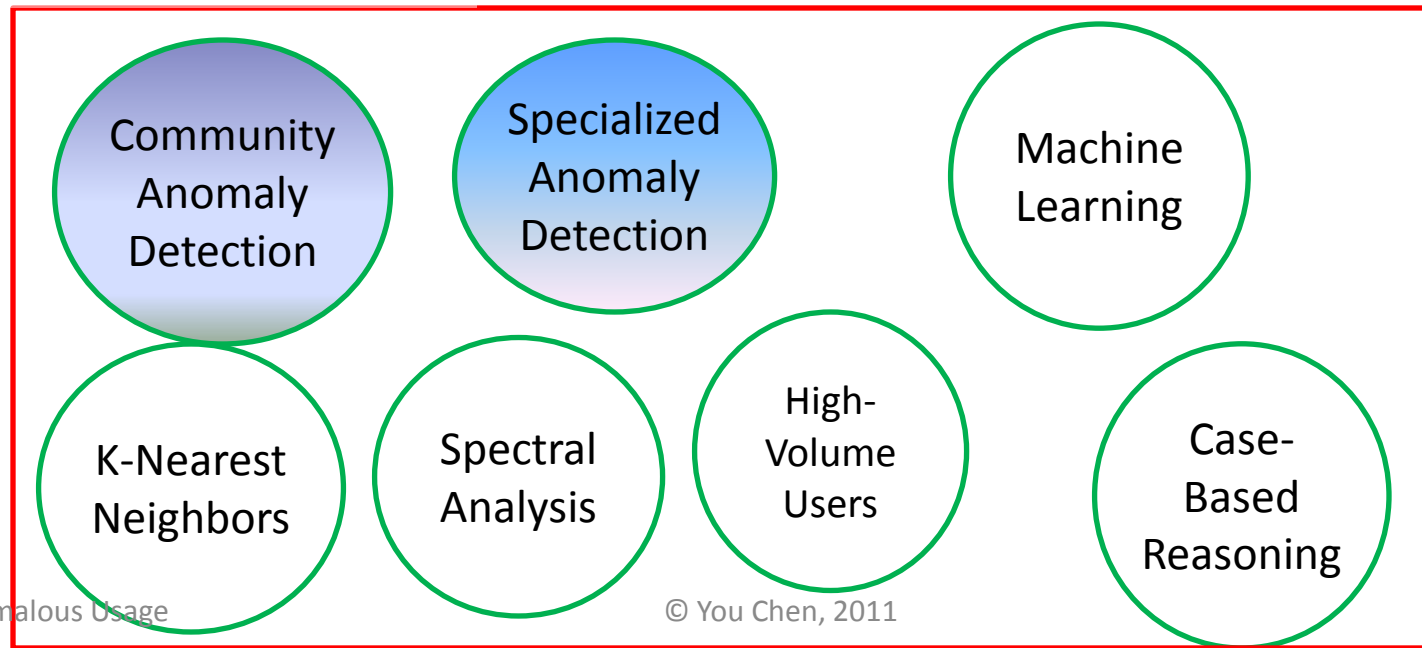 Community
Anomaly
Detection
Specialized
Anomaly
Detection
Machine
Learning
K-Nearest
Neighbors
Spectral
Analysis
High-
Volume
Users
Case-
Based
Reasoning
malous Usage
© You Chen, 2011